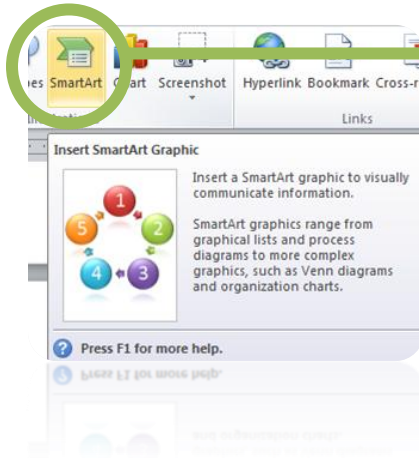 es SmartArt Chart Screenshot Hyperlink Bookmark Cross-r
Links
Insert SmartArt Graphic
Insert a SmartArt graphic to visually
communicate information.
SmartArt graphics range from
graphical lists and process
diagrams to more complex
graphics, such as Venn diagrams
and organization charts.
1
5 2
4 3
Press F1 for more help.